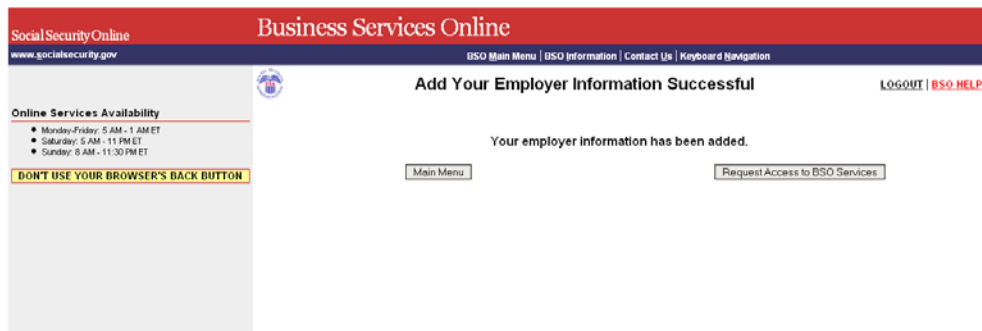 Social Security Online
Business Services Online
www.socialsecurity.gov
BSO Main Menu | BSO Information | Contact Us | Keyboard Navigation
Add Your Employer Information Successful
LOGOUT | BSO HELP
Online Services Availability
• Monday-Friday: 5 AM - 1 AM ET
• Saturday: 5 AM - 11 PM ET
• Sunday: 8 AM - 11:30 PM ET
DON'T USE YOUR BROWSER'S BACK BUTTON
Your employer information has been added.
Main Menu
Request Access to BSO Services